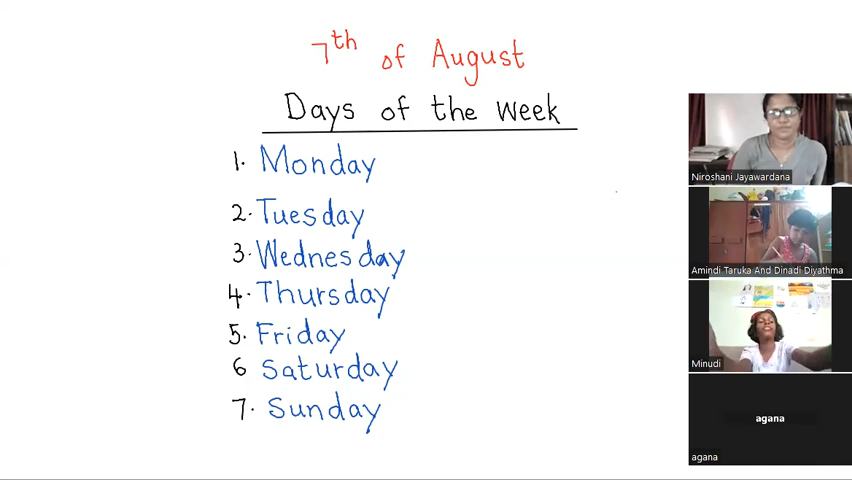 7th of August
Days of the Week
1. Monday
2. Tuesday
3. Wednesday
4. Thursday
5. Friday
6 Saturday
7. Sunday
Niroshani Jayawardana
Amindi Taruka And Dinadi Diyathma
Minudi
agana
agana